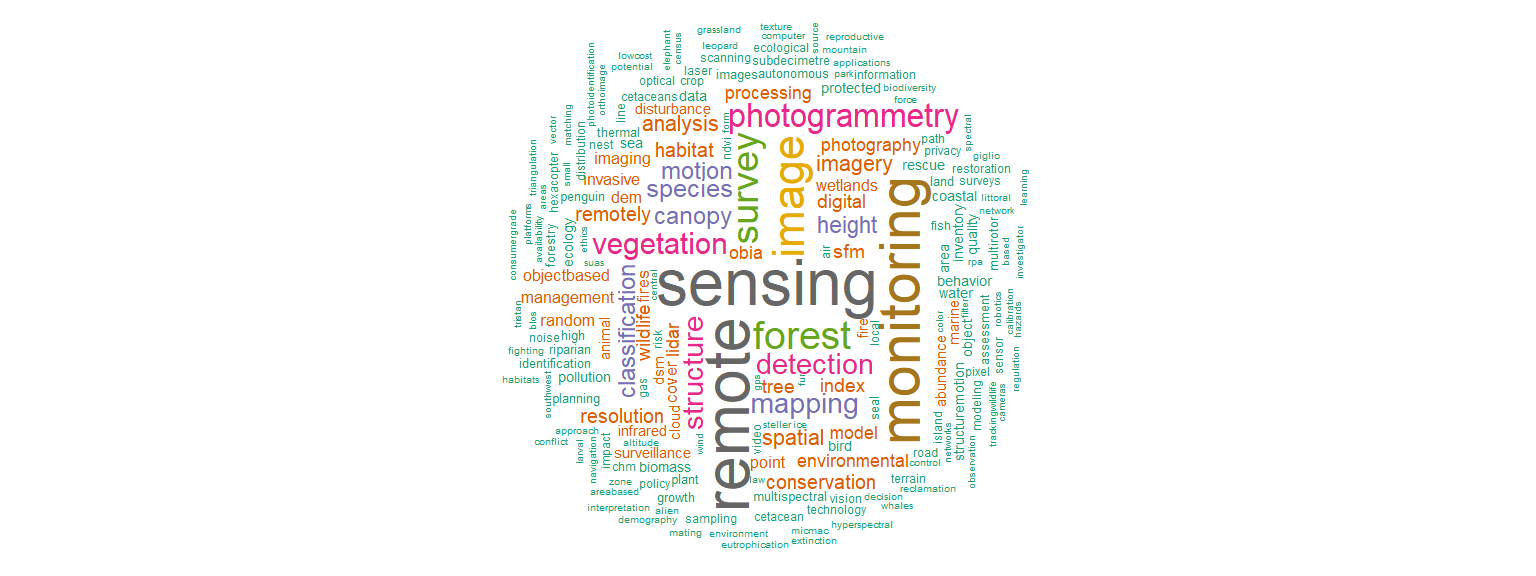 grassland
texture
computer
source
reproductive
leopard
ecological
mountain
lowcost
elephant
census
scanning
subdecimetre
applications
potential
laser
images
autonomous
park
information
photoidentification
orthoimage
optical
crop
protected
biodiversity
cetaceans
data
processing
force
line
disturbance
photogrammetry
vector
matching
thermal
analysis
form
path
spectral
distribution
nest
sea
habitat
ndvi
survey
image
photography
privacy
giglio
triangulation
small
imaging
motion
imagery
rescue
restoration
hexacopter
areas
invasive
species
wetlands
land
surveys
learning
penguin
dem
digital
monitoring
coastal
littoral
consumergrade
platforms
availability
forestry
ecology
ethics
remotely
canopy
height
network
fish
inventory
quality
multirotor
based
investigator
vegetation
obia
air
sfm
area
rpa
suas
objectbased
classification
fires
central
sensing
behavior
management
water
tristan
blos
random
animal
wildlife
lidar
risk
structure
remote
forest
fire
local
color
marine
object
filter
assessment
sensor
robotics
calibration
hazards
noise
high
fighting
riparian
identification
dsm
cover
detection
abundance
pixel
regulation
habitats
pollution
gas
gps
tree
fur
index
southwest
planning
mapping
seal
island
structurefrommotion
modeling
trackingwildlife
cameras
resolution
cloud
steller
ice
approach
infrared
video
spatial
model
conflict
altitude
wind
bird
road
networks
observation
larval
navigation
impact
surveillance
point
environmental
control
chm
biomass
zone
policy
plant
law
conservation
terrain
areabased
reclamation
growth
multispectral
vision
decision
interpretation
alien
whales
technology
demography
sampling
cetacean
hyperspectral
mating
environment
micmac
eutrophication
extinction